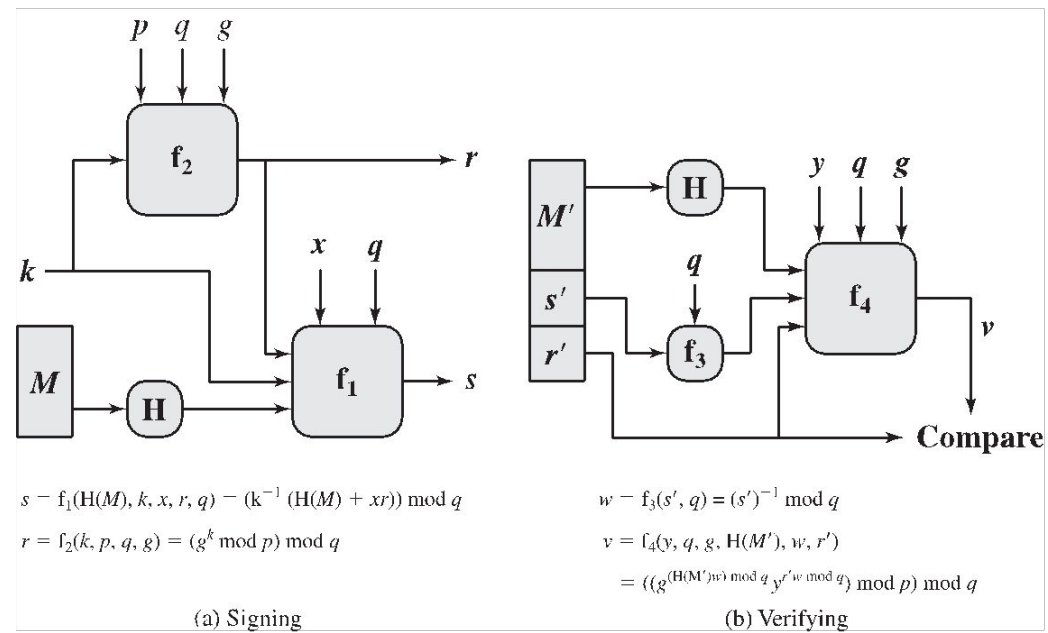 p q g
f₂
r
k
x q
M
H
f₁
s
s = f₁(H(M), k, x, r, q) = (k⁻¹ (H(M) + xr)) mod q
r = f₂(k, p, q, g) = (gᵏ mod p) mod q
(a) Signing
M′
s′
r′
H
q
f₃
y q g
f₄
v
Compare
w = f₃(s′, q) = (s′)⁻¹ mod q
v = f₄(y, q, g, H(M′), w, r′)
= ((g^(H(M′)w) mod q y^r′w mod q) mod p) mod q
(b) Verifying